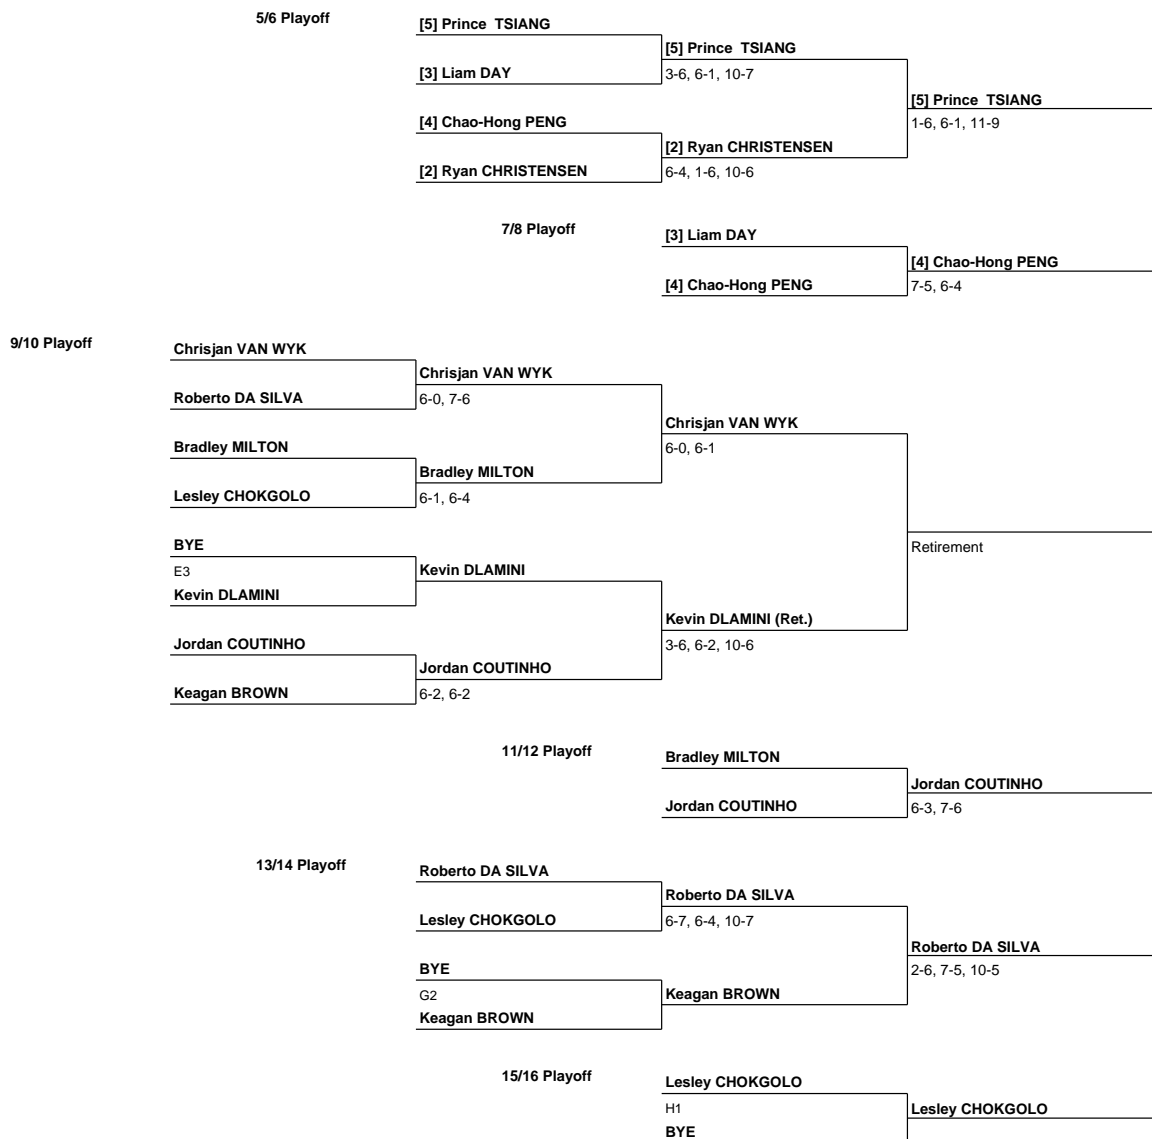 5/6 Playoff
[5] Prince TSIANG
[5] Prince TSIANG
[3] Liam DAY
3-6, 6-1, 10-7
[5] Prince TSIANG
[4] Chao-Hong PENG
1-6, 6-1, 11-9
[2] Ryan CHRISTENSEN
[2] Ryan CHRISTENSEN
6-4, 1-6, 10-6
7/8 Playoff
[3] Liam DAY
[4] Chao-Hong PENG
[4] Chao-Hong PENG
7-5, 6-4
9/10 Playoff
Chrisjan VAN WYK
Chrisjan VAN WYK
Roberto DA SILVA
6-0, 7-6
Chrisjan VAN WYK
Bradley MILTON
6-0, 6-1
Bradley MILTON
Lesley CHOKGOLO
6-1, 6-4
BYE
Retirement
E3
Kevin DLAMINI
Kevin DLAMINI
Kevin DLAMINI (Ret.)
Jordan COUTINHO
3-6, 6-2, 10-6
Jordan COUTINHO
Keagan BROWN
6-2, 6-2
11/12 Playoff
Bradley MILTON
Jordan COUTINHO
Jordan COUTINHO
6-3, 7-6
13/14 Playoff
Roberto DA SILVA
Roberto DA SILVA
Lesley CHOKGOLO
6-7, 6-4, 10-7
Roberto DA SILVA
BYE
2-6, 7-5, 10-5
G2
Keagan BROWN
Keagan BROWN
15/16 Playoff
Lesley CHOKGOLO
H1
Lesley CHOKGOLO
BYE